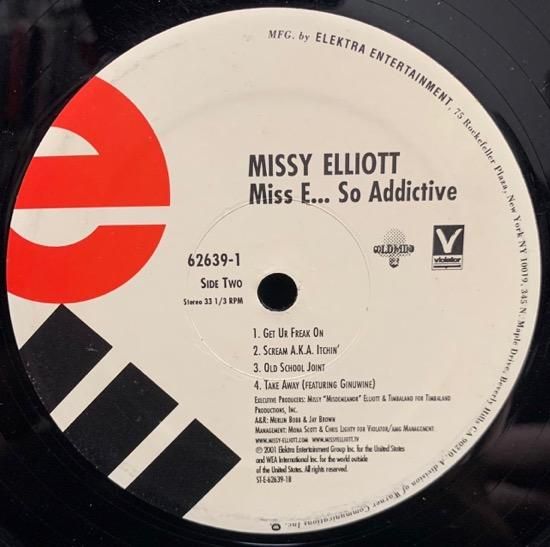 MFG. by ELEKTRA ENTERTAINMENT, 75 Rockefeller Plaza, New York NY 10019, 345 N. Maple Drive, Beverly Hills CA 90210, A division of Warner Communications Inc.
MISSY ELLIOTT
Miss E... So Addictive
62639-1
GOLDMIND
Violator
SIDE TWO
Stereo 33 1/3 RPM
1. GET UR FREAK ON
2. SCREAM A.K.A. ITCHIN'
3. OLD SCHOOL JOINT
4. TAKE AWAY (FEATURING GINUWINE)
EXECUTIVE PRODUCERS: MISSY "MISDEMEANOR" ELLIOTT & TIMBALAND FOR TIMBALAND
PRODUCTIONS, INC.
A&R: MERLIN BOBB & JAY BROWN
MANAGEMENT: MONA SCOTT & CHRIS LIGHTY FOR VIOLATOR/AMG MANAGEMENT
WWW.MISSY-ELLIOTT.COM WWW.MISSYELLIOTT.TV
℗ 2001 Elektra Entertainment Group Inc. for the United States
and WEA International Inc. for the world outside
of the United States. All rights reserved.
ST-E-62639-1B